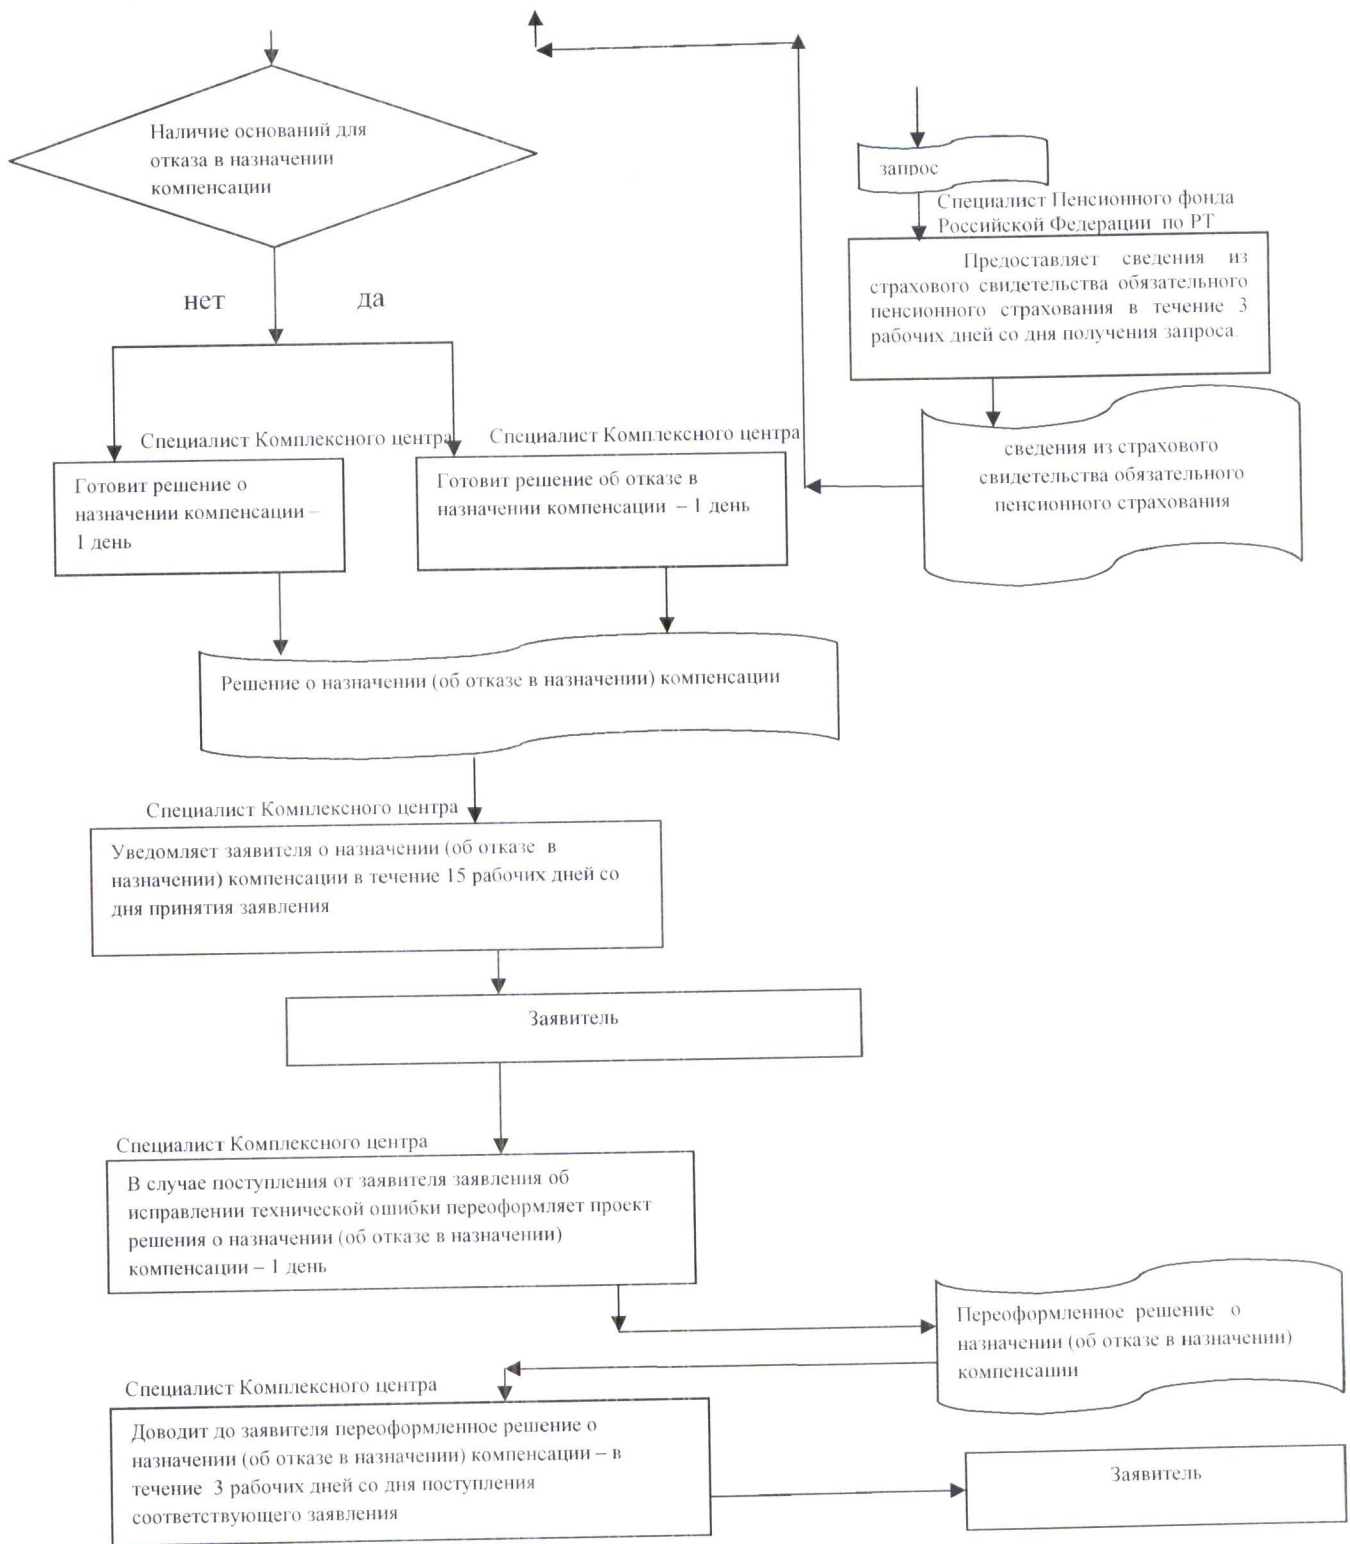 Наличие оснований для
отказа в назначении
компенсации
запрос
Специалист Пенсионного фонда
Российской Федерации по РТ
Предоставляет сведения из
страхового свидетельства обязательного
пенсионного страхования в течение 3
рабочих дней со дня получения запроса.
нет да
Специалист Комплексного центра
Готовит решение о
назначении компенсации –
1 день
Специалист Комплексного центра
Готовит решение об отказе в
назначении компенсации – 1 день
сведения из страхового
свидетельства обязательного
пенсионного страхования
Решение о назначении (об отказе в назначении) компенсации
Специалист Комплексного центра
Уведомляет заявителя о назначении (об отказе в
назначении) компенсации в течение 15 рабочих дней со
дня принятия заявления
Заявитель
Специалист Комплексного центра
В случае поступления от заявителя заявления об
исправлении технической ошибки переоформляет проект
решения о назначении (об отказе в назначении)
компенсации – 1 день
Переоформленное решение о
назначении (об отказе в назначении)
компенсации
Специалист Комплексного центра
Доводит до заявителя переоформленное решение о
назначении (об отказе в назначении) компенсации – в
течение 3 рабочих дней со дня поступления
соответствующего заявления
Заявитель